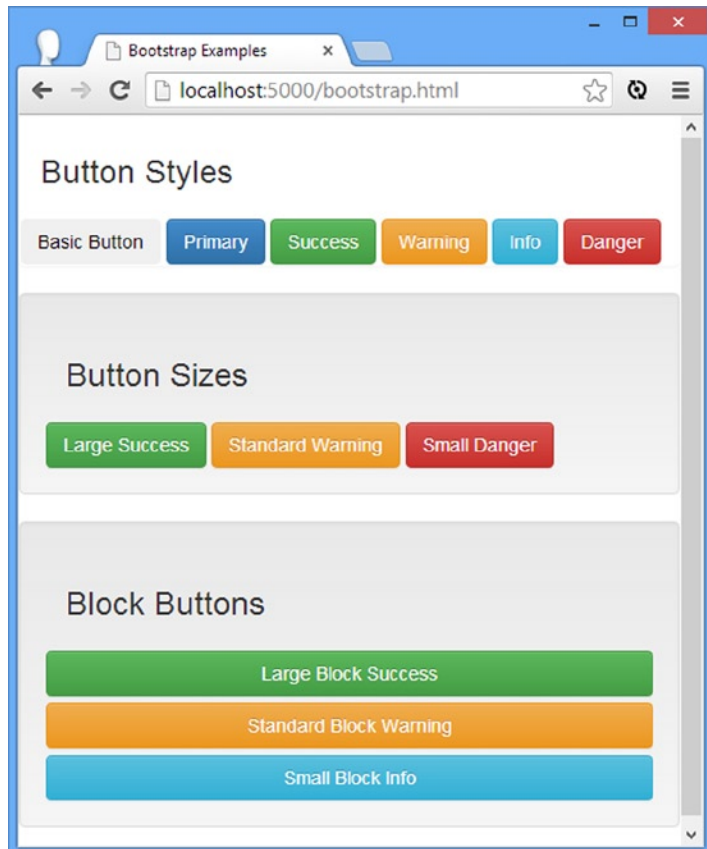 Bootstrap Examples
localhost:5000/bootstrap.html
Button Styles
Basic Button Primary Success Warning Info Danger
Button Sizes
Large Success Standard Warning Small Danger
Block Buttons
Large Block Success
Standard Block Warning
Small Block Info